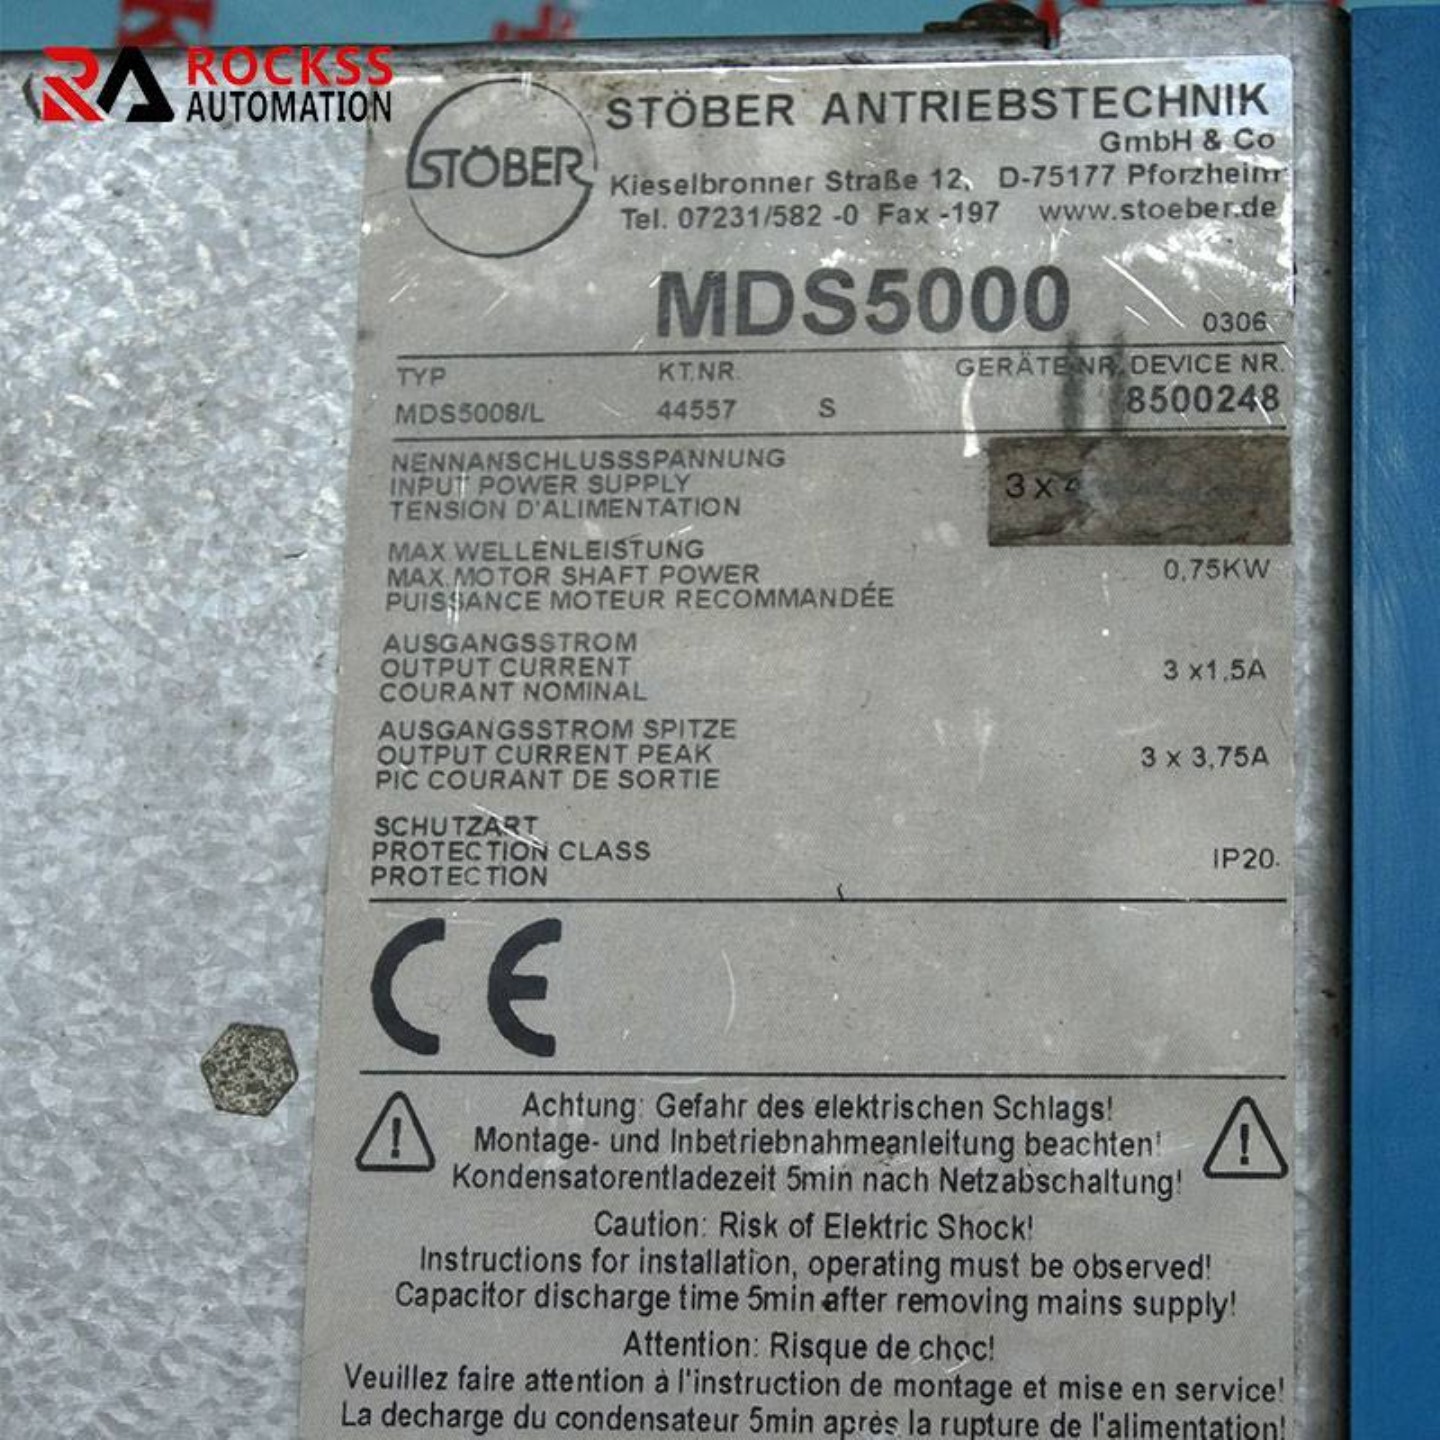 ROCKSS
AUTOMATION
STÖBER
STÖBER ANTRIEBSTECHNIK
GmbH & Co
Kieselbronner Straße 12, D-75177 Pforzheim
Tel. 07231/582 -0 Fax -197 www.stoeber.de
MDS5000
0306
TYP KT.NR. GERÄTE NR. DEVICE NR.
MDS5008/L 44557 S 8500248
NENNANSCHLUSSSPANNUNG
INPUT POWER SUPPLY
TENSION D'ALIMENTATION
3 x
MAX.WELLENLEISTUNG
MAX.MOTOR SHAFT POWER 0,75KW
PUISSANCE MOTEUR RECOMMANDÉE
AUSGANGSSTROM
OUTPUT CURRENT 3 x1,5A
COURANT NOMINAL
AUSGANGSSTROM SPITZE
OUTPUT CURRENT PEAK 3 x 3,75A
PIC COURANT DE SORTIE
SCHUTZART
PROTECTION CLASS IP20
PROTECTION
CE
Achtung: Gefahr des elektrischen Schlags!
Montage- und Inbetriebnahmeanleitung beachten!
Kondensatorentladezeit 5min nach Netzabschaltung!
Caution: Risk of Elektric Shock!
Instructions for installation, operating must be observed!
Capacitor discharge time 5min after removing mains supply!
Attention: Risque de choc!
Veuillez faire attention à l'instruction de montage et mise en service!
La decharge du condensateur 5min après la rupture de l'alimentation!